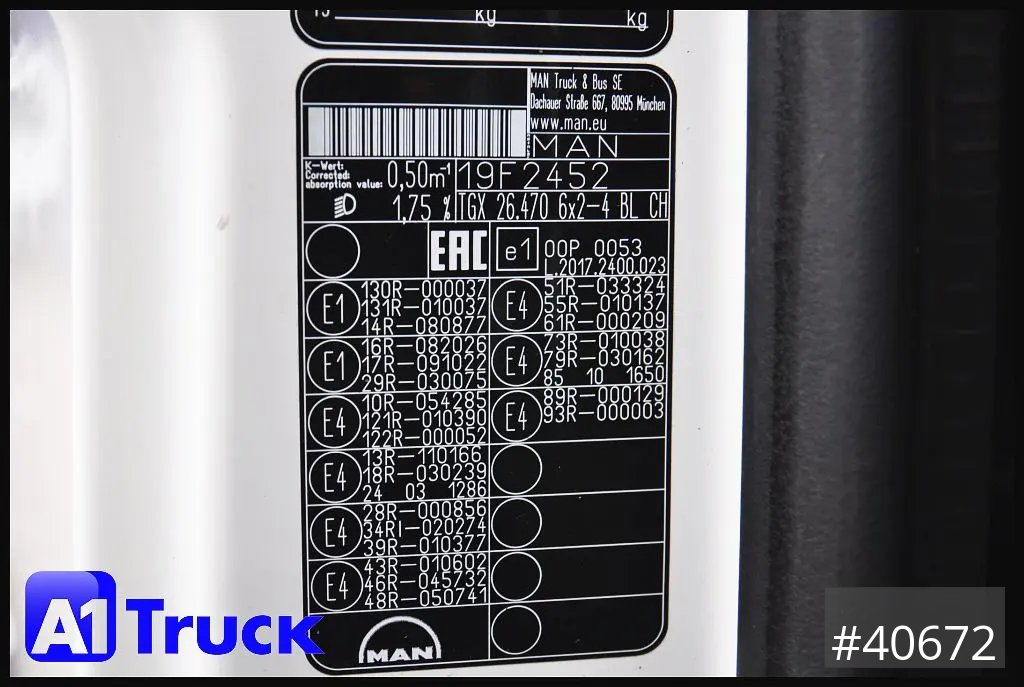 kg kg
MAN Truck & Bus SE
Dachauer Straße 667, 80995 München
www.man.eu
MAN
K-Wert:
Corrected
absorption value:
0,50m⁻¹
19F2452
1,75 %
TGX 26.470 6x2-4 BL CH
EAC
e1
00P 0053
L.2017.2400.023
E1
130R-000037
131R-010037
14R-080877
E1
16R-082026
17R-091022
29R-030075
E4
10R-054285
121R-010390
122R-000052
E4
13R-110166
18R-030239
24 03 1286
E4
28R-000856
34RI-020274
39R-010377
E4
43R-010602
46R-045732
48R-050741
E4
51R-033324
55R-010137
61R-000209
E4
73R-010038
79R-030162
85 10 1650
E4
89R-000129
93R-000003
MAN
A1 Truck
#40672